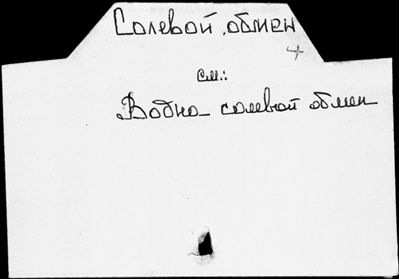 Солевой обмен
см.:
Водно-солевой обмен